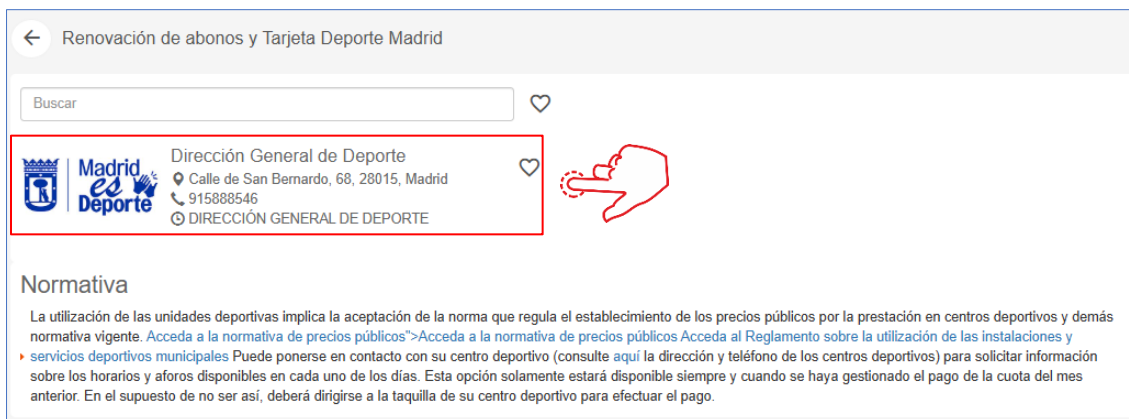 Renovación de abonos y Tarjeta Deporte Madrid
Buscar
Madrid
es
Deporte
Dirección General de Deporte
Calle de San Bernardo, 68, 28015, Madrid
915888546
DIRECCIÓN GENERAL DE DEPORTE
Normativa
La utilización de las unidades deportivas implica la aceptación de la norma que regula el establecimiento de los precios públicos por la prestación en centros deportivos y demás
normativa vigente. Acceda a la normativa de precios públicos">Acceda a la normativa de precios públicos Acceda al Reglamento sobre la utilización de las instalaciones y
servicios deportivos municipales Puede ponerse en contacto con su centro deportivo (consulte aquí la dirección y teléfono de los centros deportivos) para solicitar información
sobre los horarios y aforos disponibles en cada uno de los días. Esta opción solamente estará disponible siempre y cuando se haya gestionado el pago de la cuota del mes
anterior. En el supuesto de no ser así, deberá dirigirse a la taquilla de su centro deportivo para efectuar el pago.